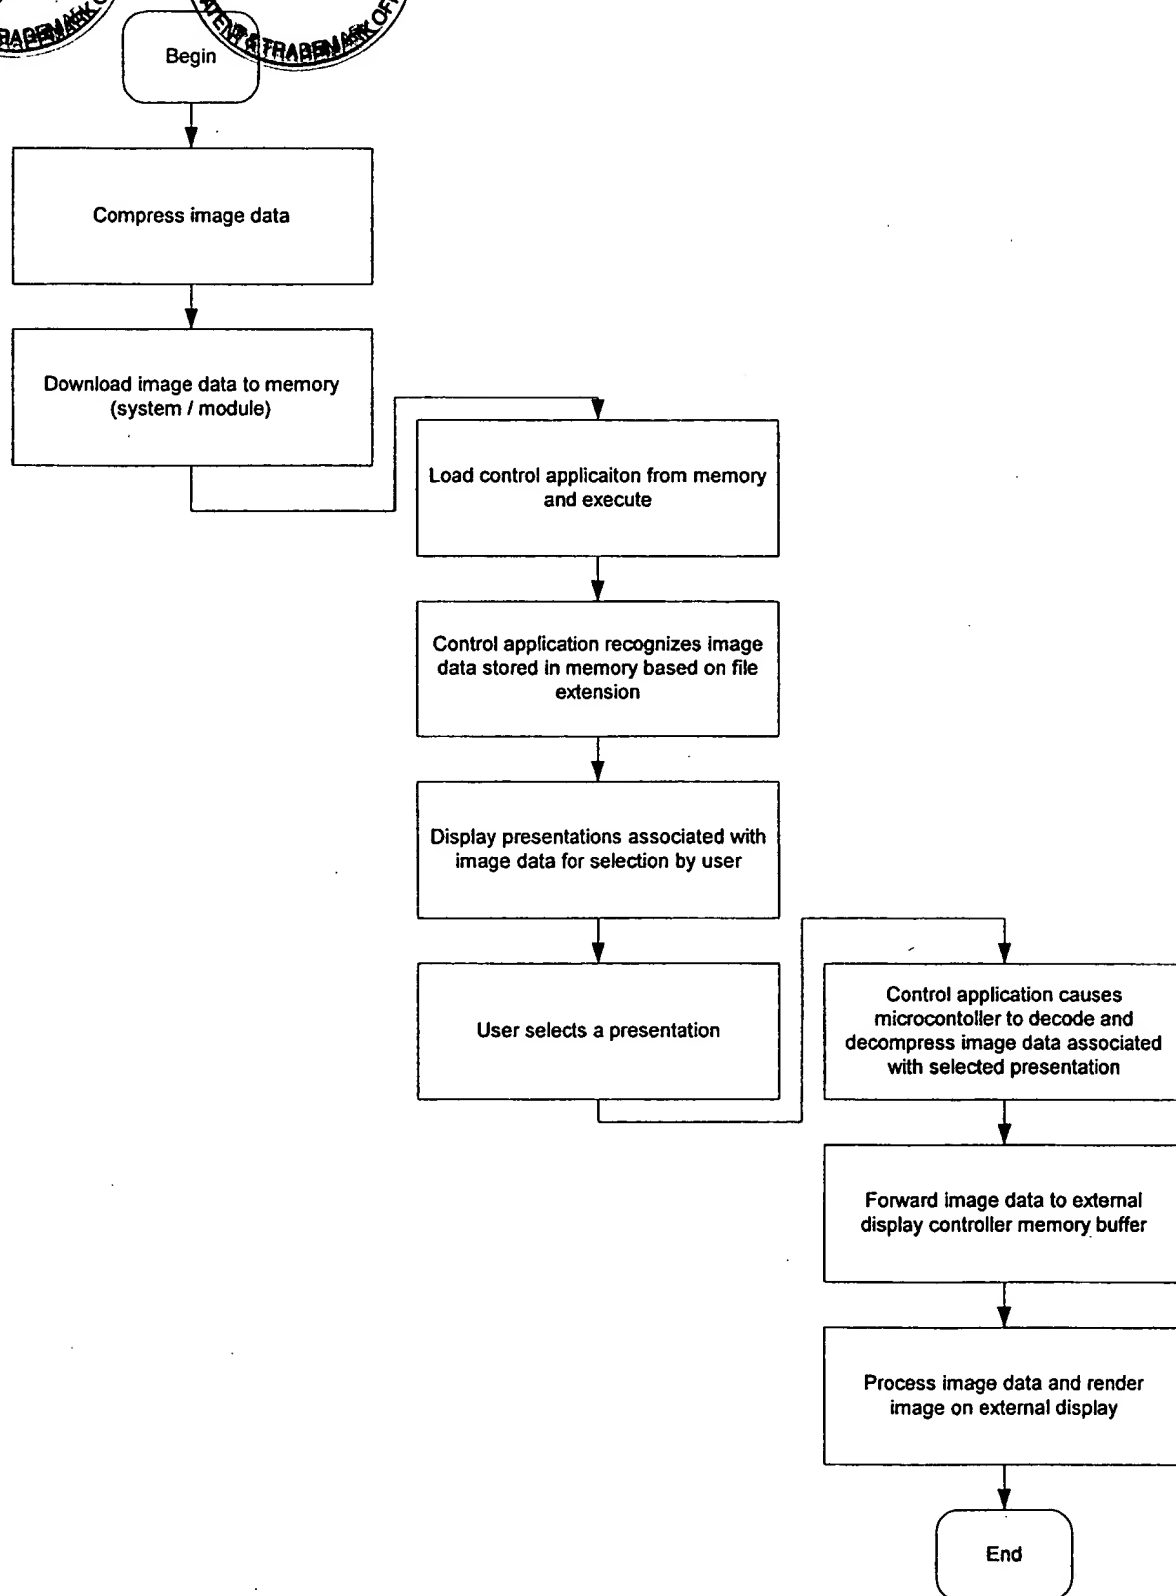 TRADEMARK O
PATENT & TRADEMARK OF
Begin
Compress image data
Download image data to memory
(system / module)
Load control applicaiton from memory
and execute
Control application recognizes image
data stored in memory based on file
extension
Display presentations associated with
image data for selection by user
User selects a presentation
Control application causes
microcontoller to decode and
decompress image data associated
with selected presentation
Forward image data to external
display controller memory buffer
Process image data and render
image on external display
End